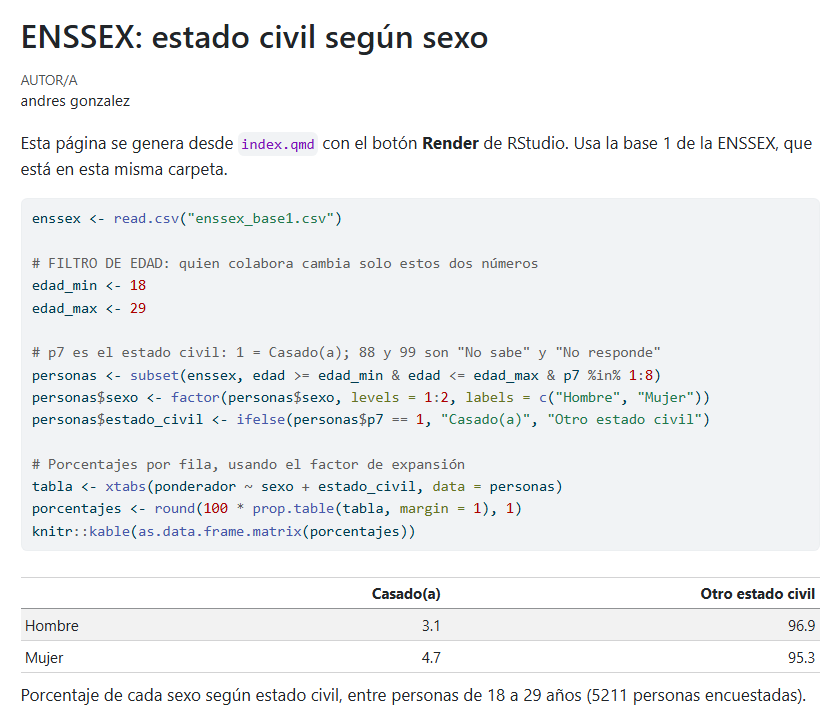 ENSSEX: estado civil según sexo
AUTOR/A
andres gonzalez
Esta página se genera desde index.qmd con el botón Render de RStudio. Usa la base 1 de la ENSSEX, que
está en esta misma carpeta.
enssex <- read.csv("enssex_base1.csv")
# FILTRO DE EDAD: quien colabora cambia solo estos dos números
edad_min <- 18
edad_max <- 29
# p7 es el estado civil: 1 = Casado(a); 88 y 99 son "No sabe" y "No responde"
personas <- subset(enssex, edad >= edad_min & edad <= edad_max & p7 %in% 1:8)
personas$sexo <- factor(personas$sexo, levels = 1:2, labels = c("Hombre", "Mujer"))
personas$estado_civil <- ifelse(personas$p7 == 1, "Casado(a)", "Otro estado civil")
# Porcentajes por fila, usando el factor de expansión
tabla <- xtabs(ponderador ~ sexo + estado_civil, data = personas)
porcentajes <- round(100 * prop.table(tabla, margin = 1), 1)
knitr::kable(as.data.frame.matrix(porcentajes))
Casado(a) Otro estado civil
Hombre 3.1 96.9
Mujer 4.7 95.3
Porcentaje de cada sexo según estado civil, entre personas de 18 a 29 años (5211 personas encuestadas).